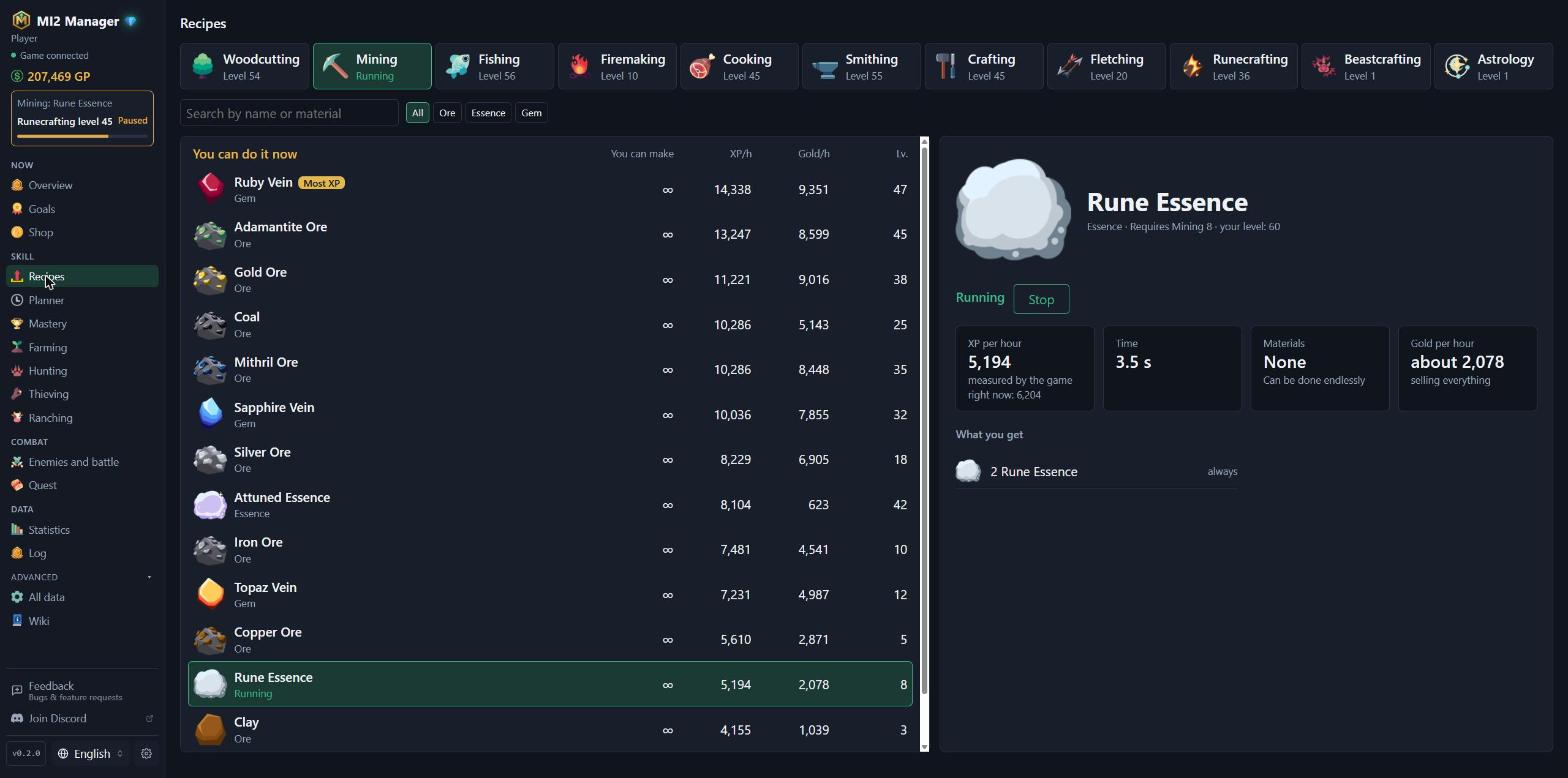 MI2 Manager
Player
Game connected
207,469 GP
Mining: Rune Essence
Runecrafting level 45 Paused
NOW
Overview
Goals
Shop
SKILL
Recipes
Planner
Mastery
Farming
Hunting
Thieving
Ranching
COMBAT
Enemies and battle
Quest
DATA
Statistics
Log
ADVANCED
All data
Wiki
Feedback
Bugs & feature requests
Join Discord
v0.2.0 English
Recipes
Woodcutting
Level 54
Mining
Running
Fishing
Level 56
Firemaking
Level 10
Cooking
Level 45
Smithing
Level 55
Crafting
Level 45
Fletching
Level 20
Runecrafting
Level 36
Beastcrafting
Level 1
Astrology
Level 1
Search by name or material All Ore Essence Gem
You can do it now You can make XP/h Gold/h Lv.
Ruby Vein Most XP
Gem
∞ 14,338 9,351 47
Adamantite Ore
Ore
∞ 13,247 8,599 45
Gold Ore
Ore
∞ 11,221 9,016 38
Coal
Ore
∞ 10,286 5,143 25
Mithril Ore
Ore
∞ 10,286 8,448 35
Sapphire Vein
Gem
∞ 10,036 7,855 32
Silver Ore
Ore
∞ 8,229 6,905 18
Attuned Essence
Essence
∞ 8,104 623 42
Iron Ore
Ore
∞ 7,481 4,541 10
Topaz Vein
Gem
∞ 7,231 4,987 12
Copper Ore
Ore
∞ 5,610 2,871 5
Rune Essence
Running
∞ 5,194 2,078 8
Clay
Ore
∞ 4,155 1,039 3
Rune Essence
Essence · Requires Mining 8 · your level: 60
Running Stop
XP per hour
5,194
measured by the game
right now: 6,204
Time
3.5 s
Materials
None
Can be done endlessly
Gold per hour
about 2,078
selling everything
What you get
2 Rune Essence always